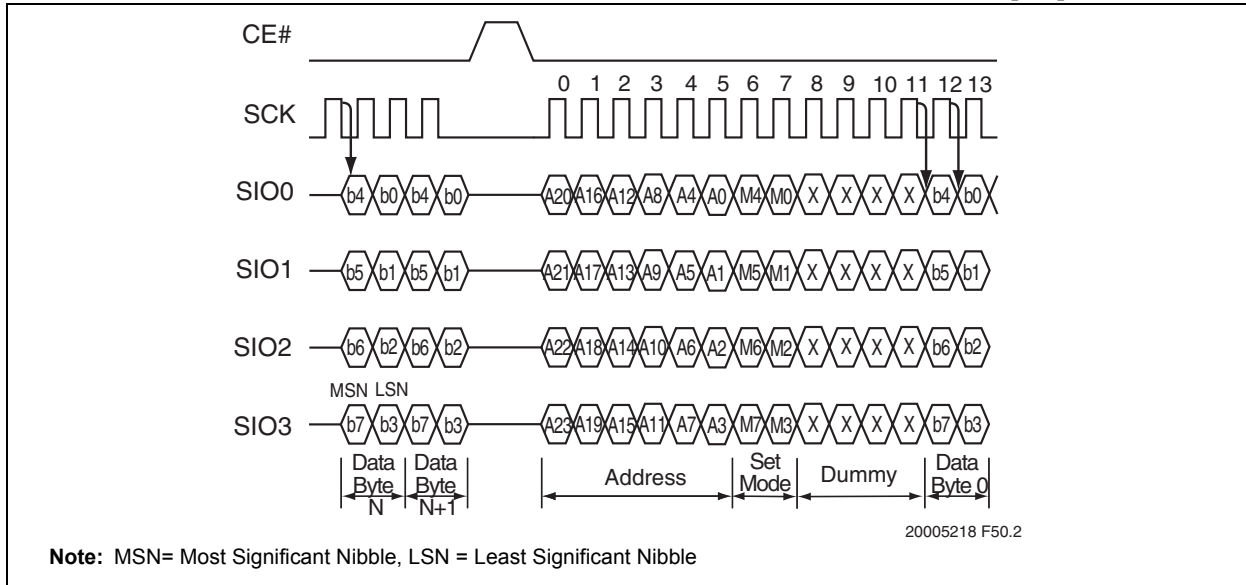 CE#
0 1 2 3 4 5 6 7 8 9 10 11 12 13
SCK
SIO0 b4 b0 b4 b0 A20 A16 A12 A8 A4 A0 M4 M0 X X X X b4 b0
SIO1 b5 b1 b5 b1 A21 A17 A13 A9 A5 A1 M5 M1 X X X X b5 b1
SIO2 b6 b2 b6 b2 A22 A18 A14 A10 A6 A2 M6 M2 X X X X b6 b2
MSN LSN
SIO3 b7 b3 b7 b3 A23 A19 A15 A11 A7 A3 M7 M3 X X X X b7 b3
Data Byte N
Data Byte N+1
Address
Set Mode
Dummy
Data Byte 0
20005218 F50.2
Note: MSN= Most Significant Nibble, LSN = Least Significant Nibble